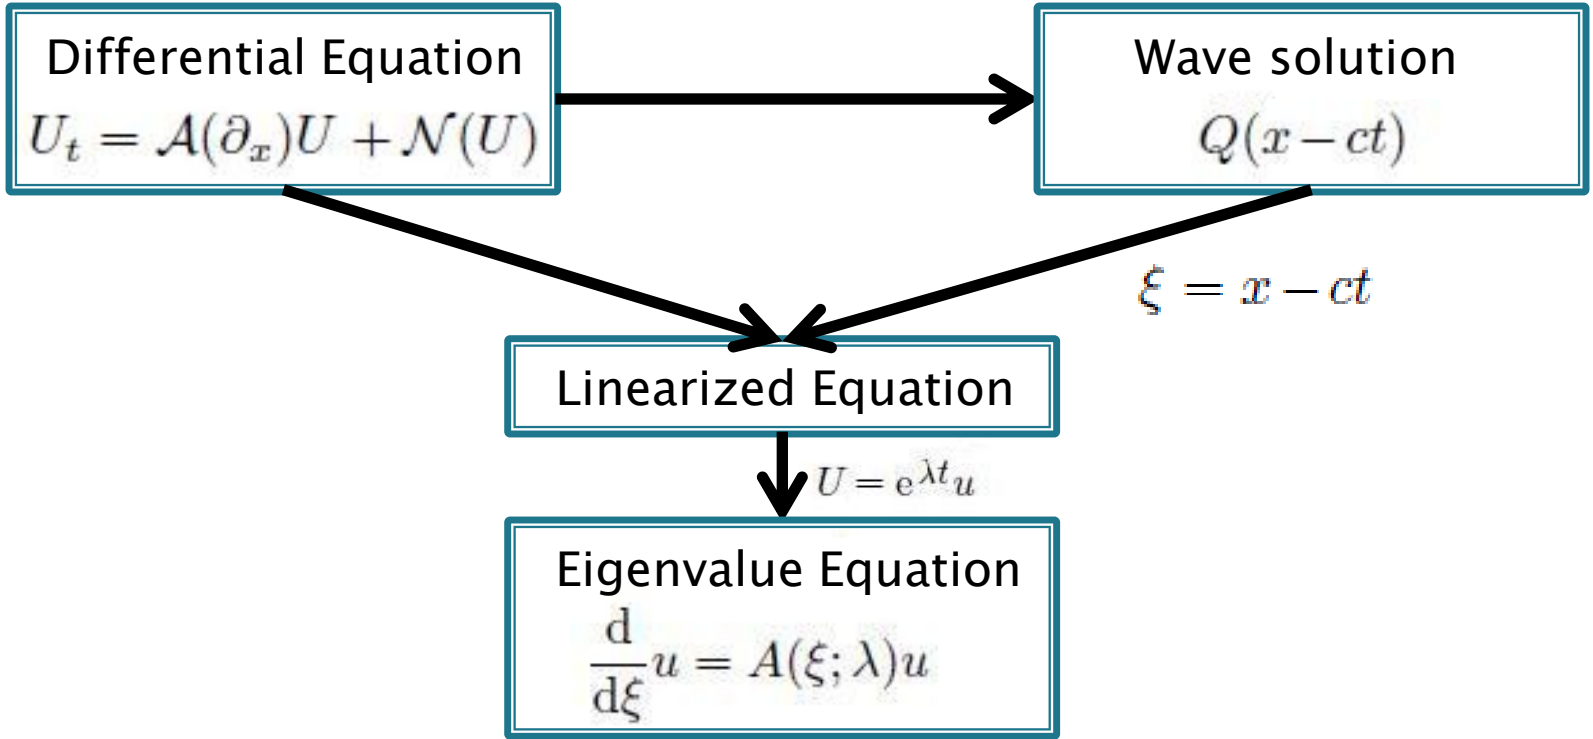 Differential Equation
U_t = 𝒜(∂_x)U + 𝒩(U)
Wave solution
Q(x − ct)
ξ = x − ct
Linearized Equation
U = e^{λt}u
Eigenvalue Equation
d/dξ u = A(ξ; λ)u